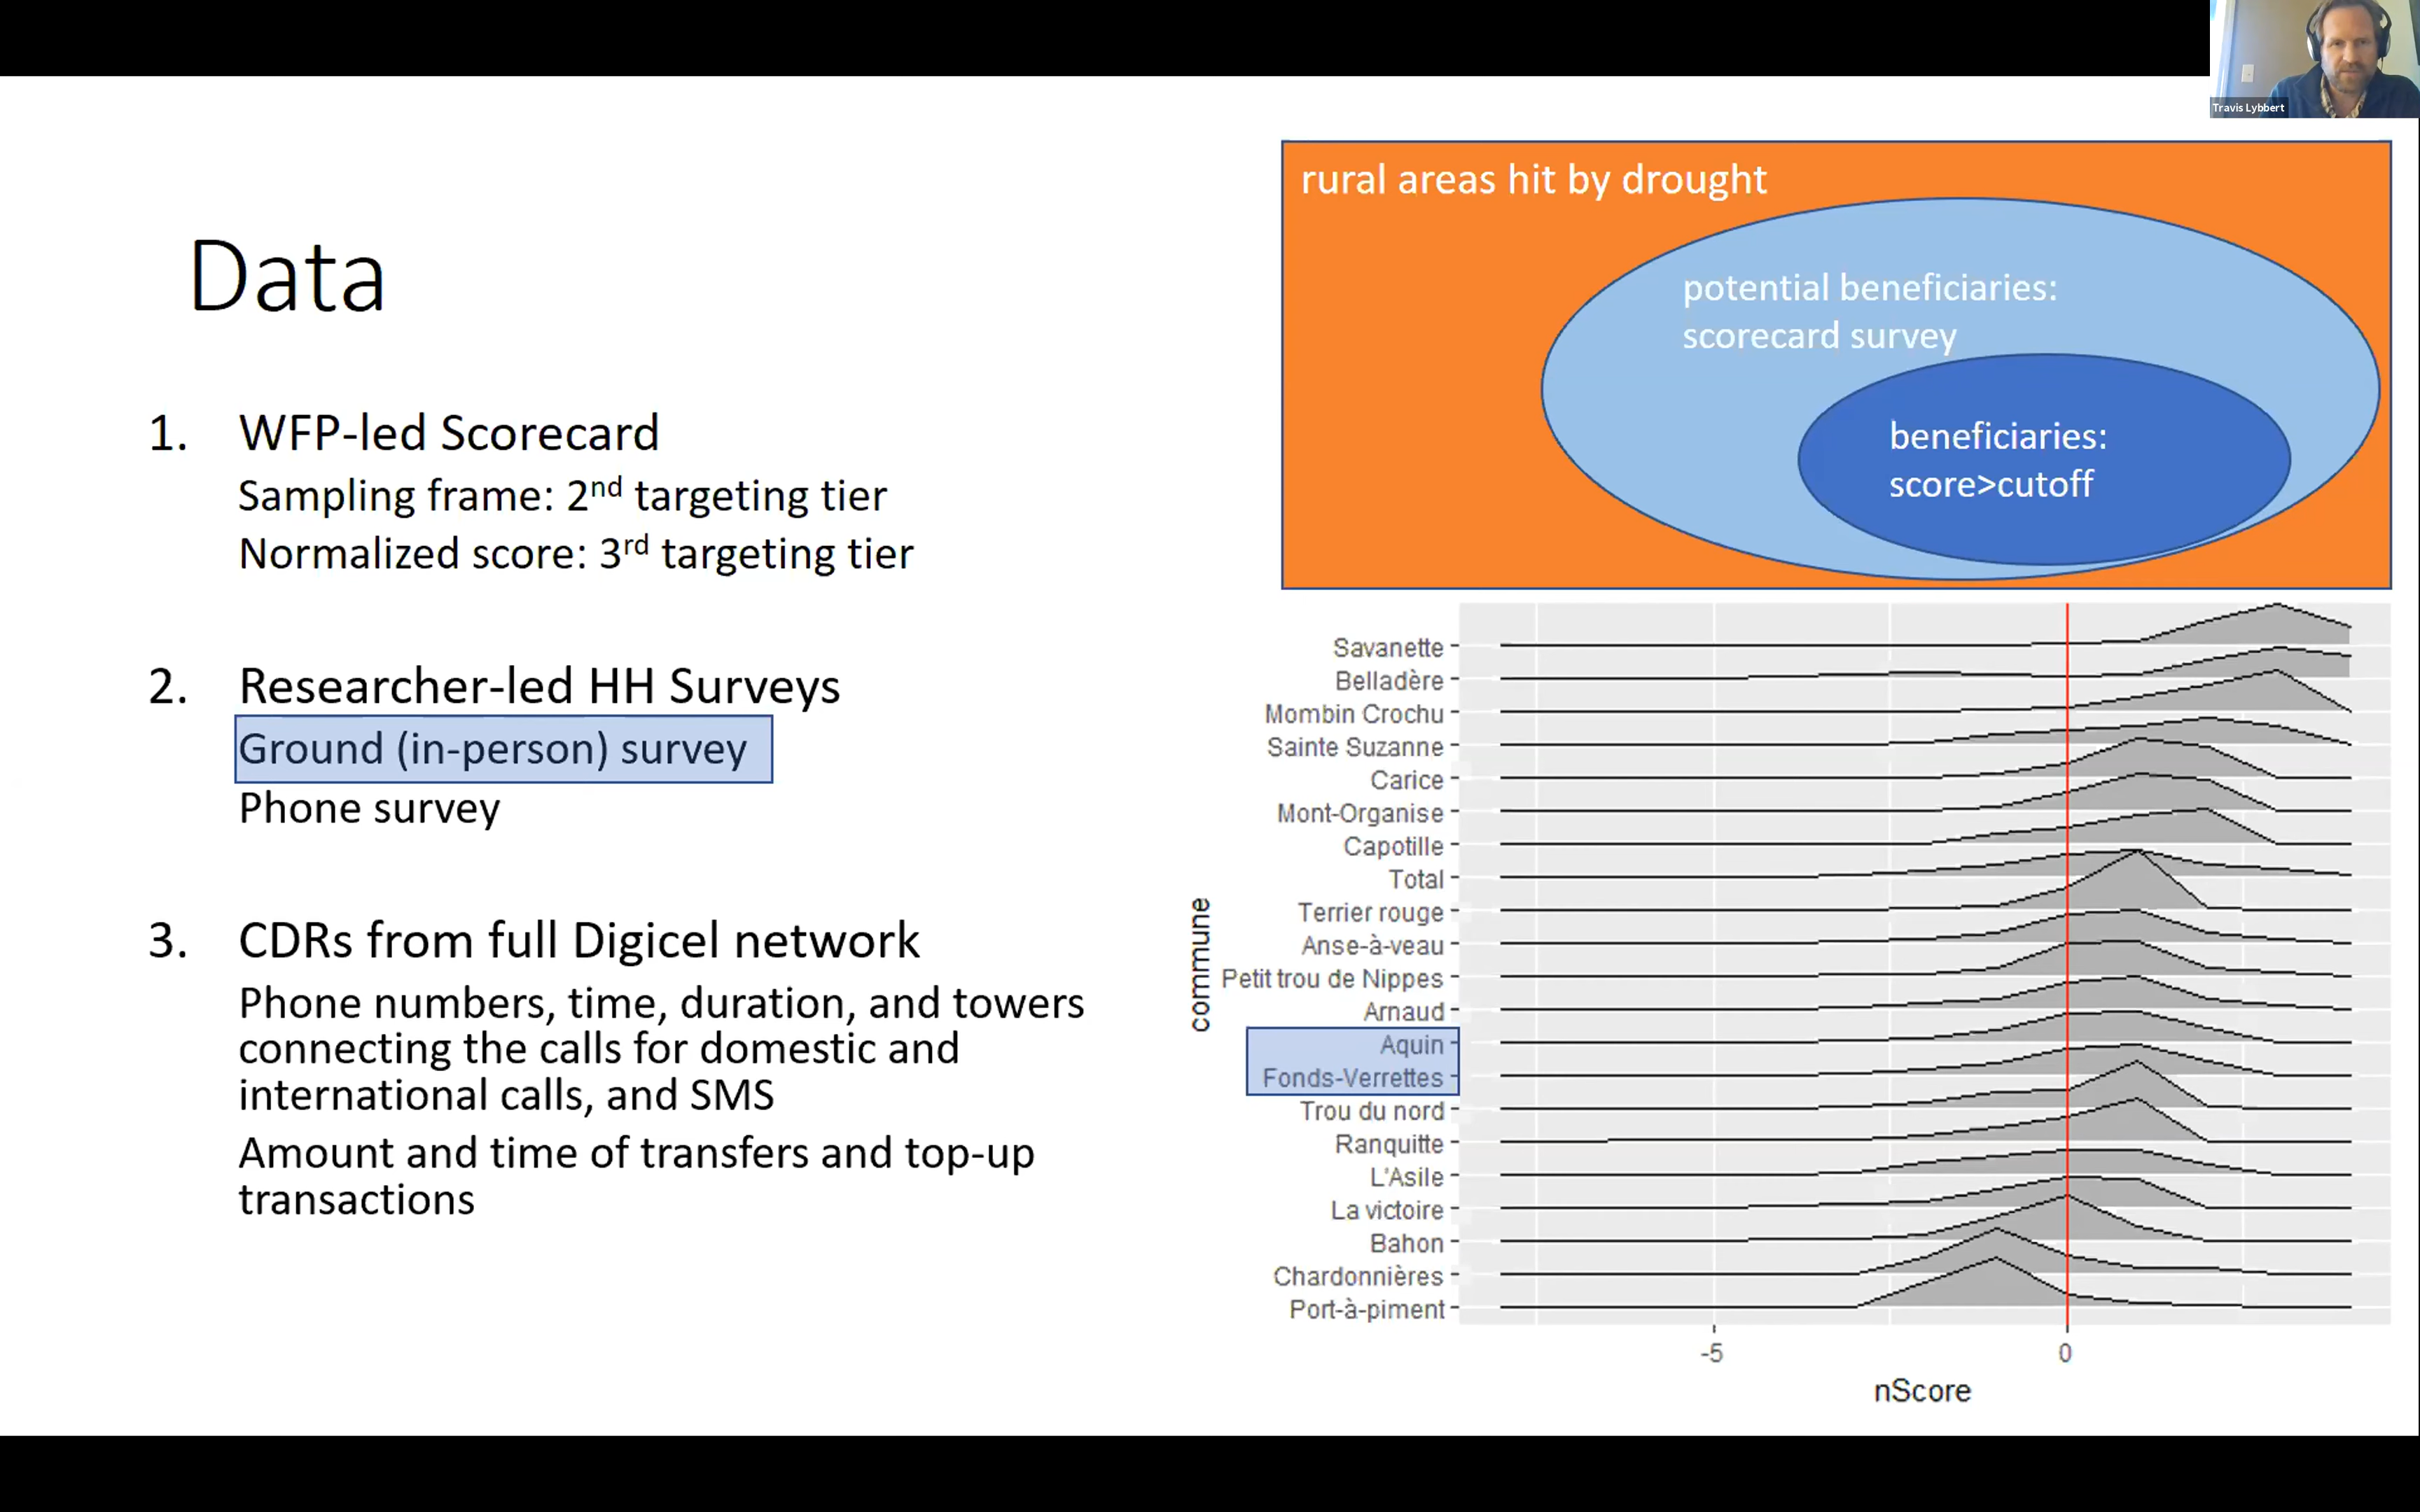 Travis Lybbert
Data
1. WFP-led Scorecard
Sampling frame: 2nd targeting tier
Normalized score: 3rd targeting tier
2. Researcher-led HH Surveys
Ground (in-person) survey
Phone survey
3. CDRs from full Digicel network
Phone numbers, time, duration, and towers
connecting the calls for domestic and
international calls, and SMS
Amount and time of transfers and top-up
transactions
rural areas hit by drought
potential beneficiaries:
scorecard survey
beneficiaries:
score>cutoff
commune
Savanette
Belladère
Mombin Crochu
Sainte Suzanne
Carice
Mont-Organise
Capotille
Total
Terrier rouge
Anse-à-veau
Petit trou de Nippes
Arnaud
Aquin
Fonds-Verrettes
Trou du nord
Ranquitte
L'Asile
La victoire
Bahon
Chardonnières
Port-à-piment
-5 0
nScore